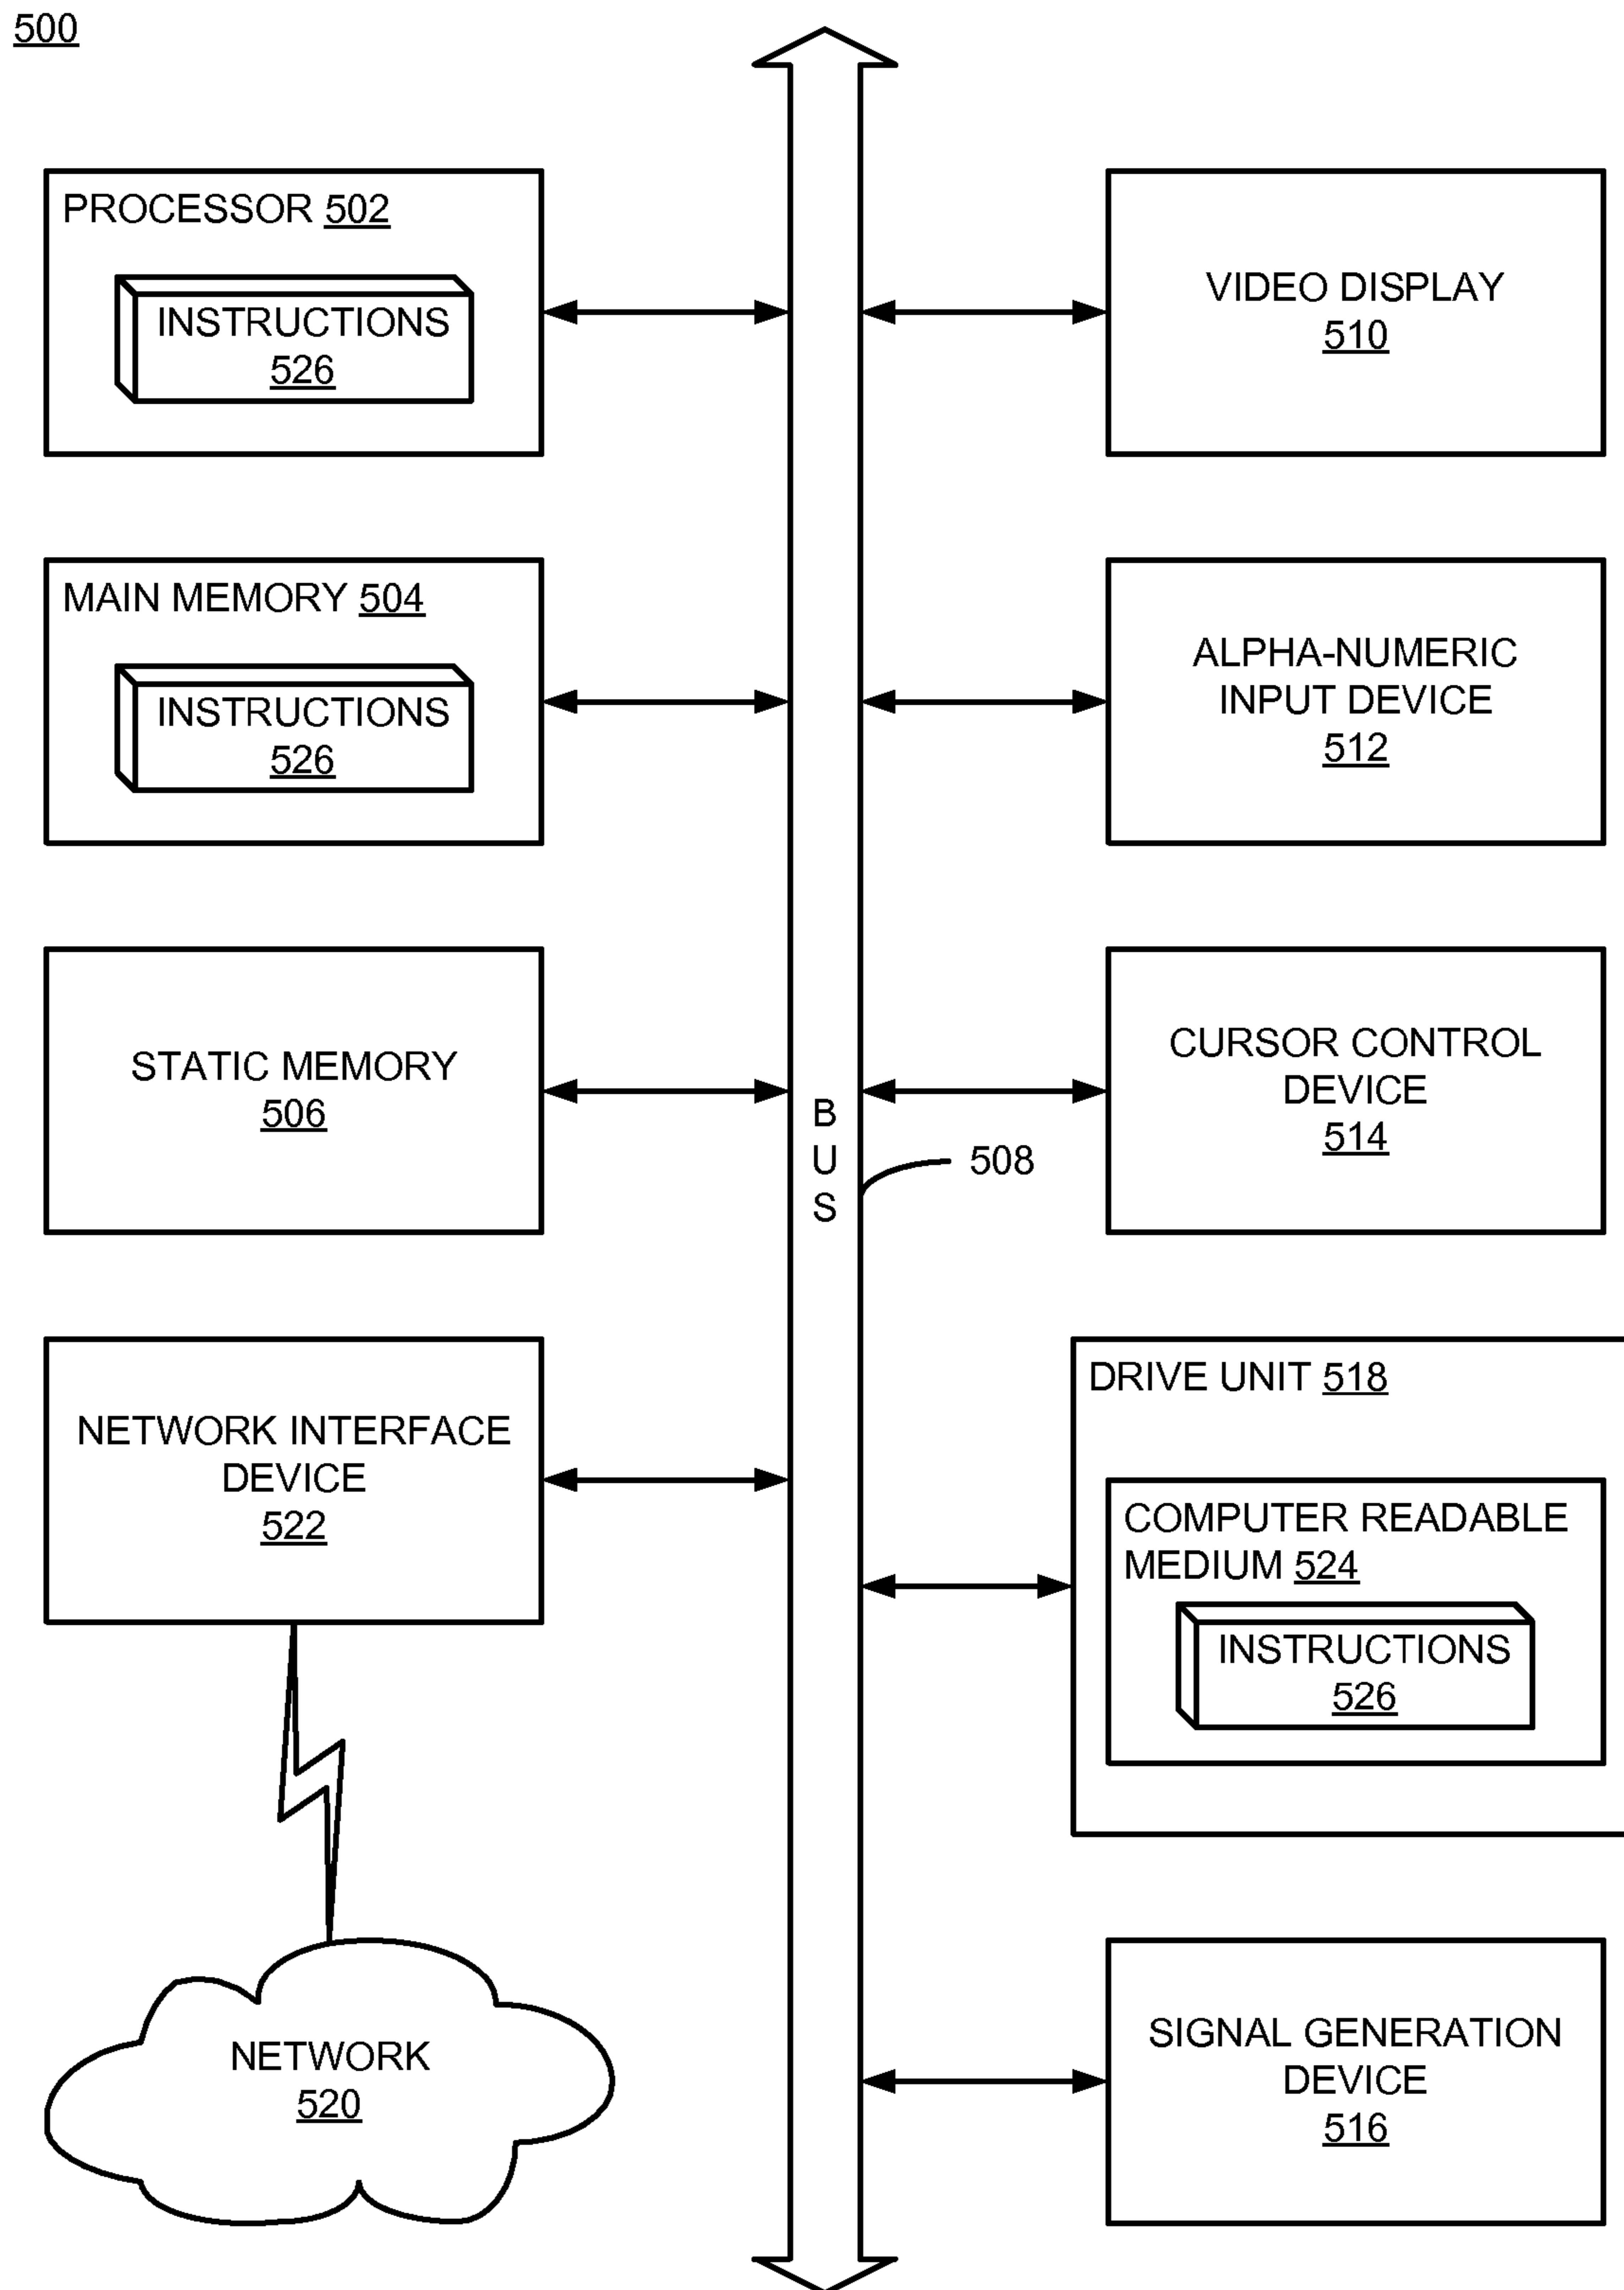 500
PROCESSOR 502
INSTRUCTIONS
526
MAIN MEMORY 504
INSTRUCTIONS
526
STATIC MEMORY
506
NETWORK INTERFACE
DEVICE
522
NETWORK
520
B
U
S
508
VIDEO DISPLAY
510
ALPHA-NUMERIC
INPUT DEVICE
512
CURSOR CONTROL
DEVICE
514
DRIVE UNIT 518
COMPUTER READABLE
MEDIUM 524
INSTRUCTIONS
526
SIGNAL GENERATION
DEVICE
516